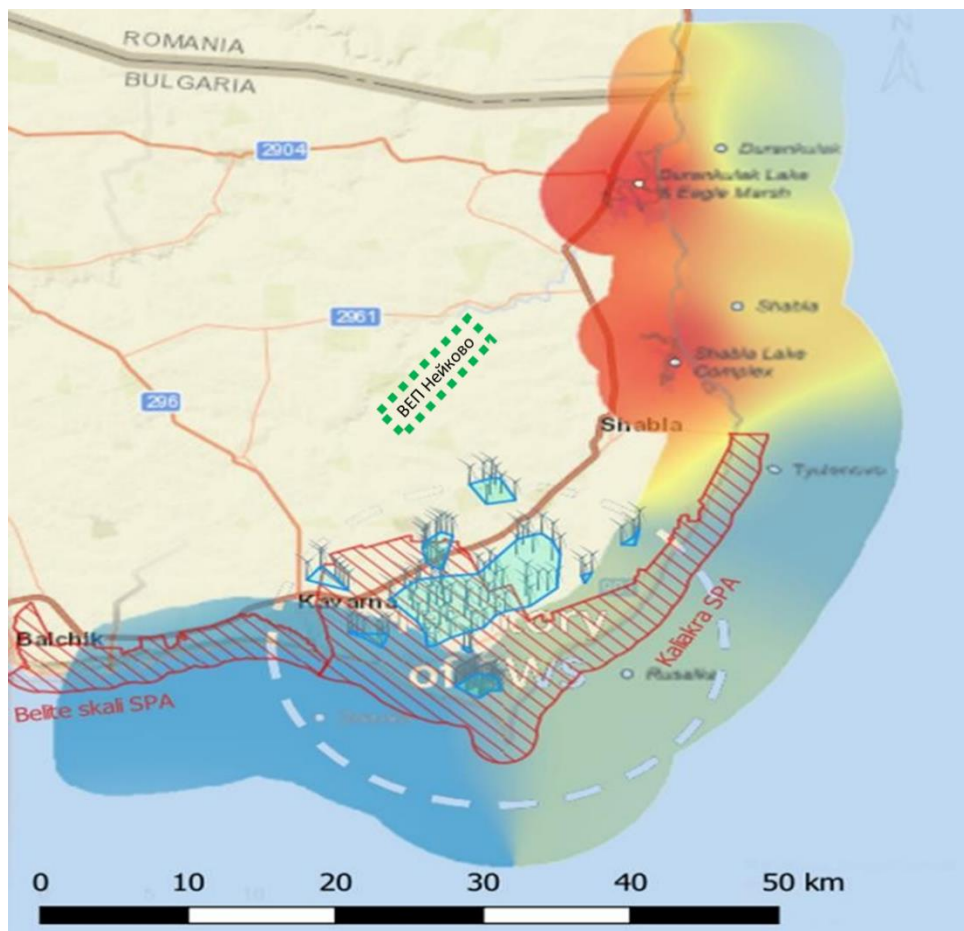 N
ROMANIA
BULGARIA
2904
Durankulak
Durankulak Lake
& Eagle Marsh
2961
Shabla
ВЕП Нейково
Shabla Lake
Complex
296
Shabla
Tyulenovo
Kavarna
Balchik
Kaliakra SPA
Rusalka
Belite skali SPA
0 10 20 30 40 50 km